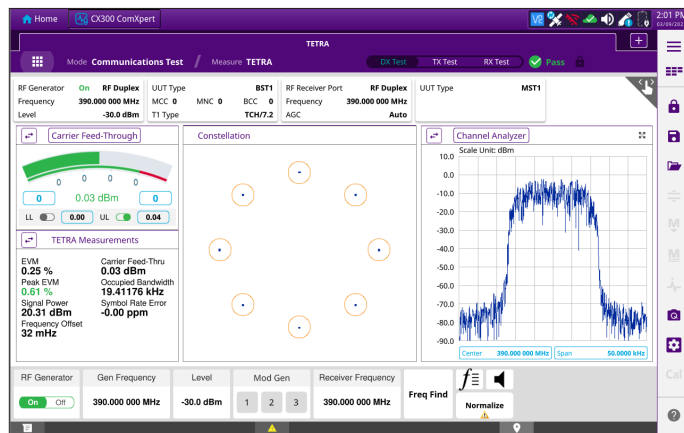 Home
CX300 ComXpert
2:01 PM
TETRA
Mode Communications Test / Measure TETRA
DX Test TX Test RX Test Pass
RF Generator On RF Duplex
Frequency 390.000 000 MHz
Level -30.0 dBm
UUT Type BST1
MCC 0 MNC 0 BCC 0
T1 Type TCH/7.2
RF Receiver Port RF Duplex
Frequency 390.000 000 MHz
AGC Auto
UUT Type MST1
Carrier Feed-Through
0 0 0 0
0 0.03 dBm 0
LL 0.00 UL 0.04
TETRA Measurements
EVM
0.25 %
Peak EVM
0.61 %
Signal Power
20.31 dBm
Frequency Offset
32 mHz
Carrier Feed-Thru
0.03 dBm
Occupied Bandwidth
19.41176 kHz
Symbol Rate Error
-0.00 ppm
Constellation
Channel Analyzer
Scale Unit: dBm
10.0
0.0
-10.0
-20.0
-30.0
-40.0
-50.0
-60.0
-70.0
-80.0
-90.0
Center 390.000 000 MHz Span 50.0000 kHz
M
M
Cal
RF Generator
On Off
Gen Frequency
390.000 000 MHz
Level
-30.0 dBm
Mod Gen
1 2 3
Receiver Frequency
390.000 000 MHz
Freq Find
Normalize